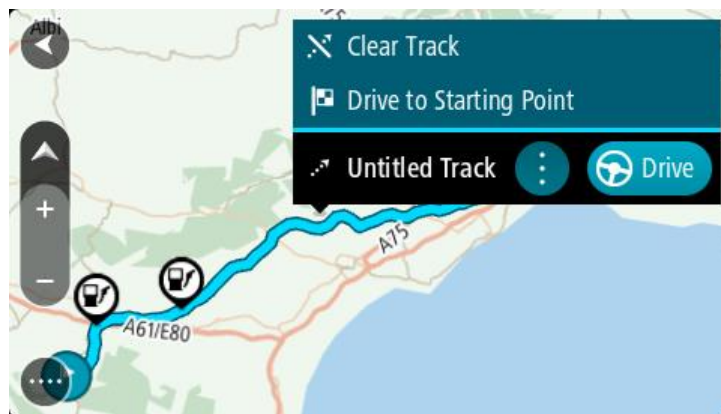 Albi
Clear Track
Drive to Starting Point
Untitled Track
Drive
A75
A61/E80